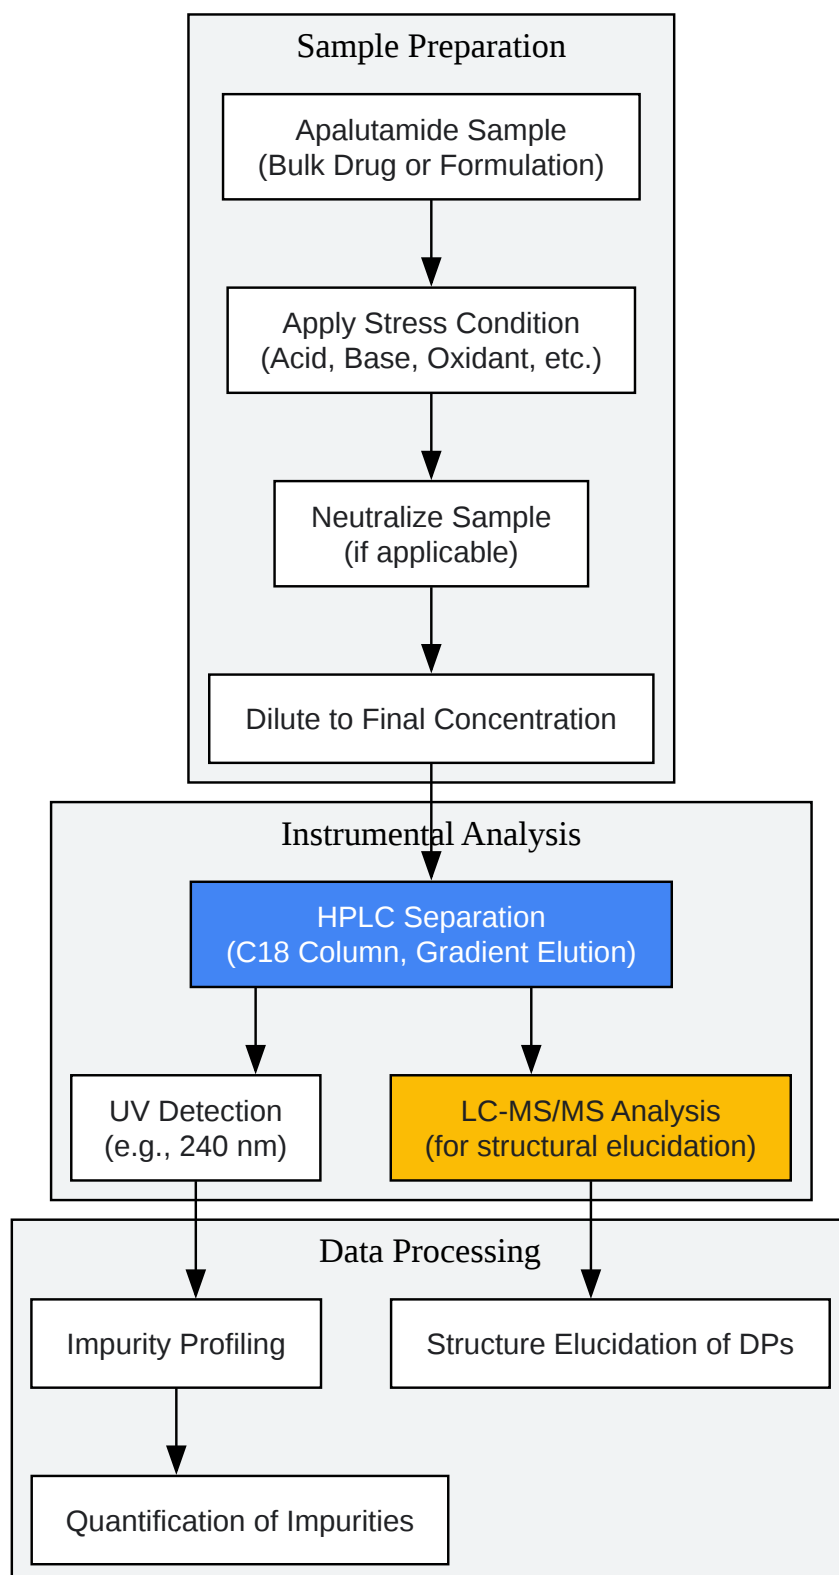 Sample Preparation
Apalutamide Sample
(Bulk Drug or Formulation)
Apply Stress Condition
(Acid, Base, Oxidant, etc.)
Neutralize Sample
(if applicable)
Dilute to Final Concentration
Instrumental Analysis
HPLC Separation
(C18 Column, Gradient Elution)
UV Detection
(e.g., 240 nm)
LC-MS/MS Analysis
(for structural elucidation)
Data Processing
Impurity Profiling
Structure Elucidation of DPs
Quantification of Impurities